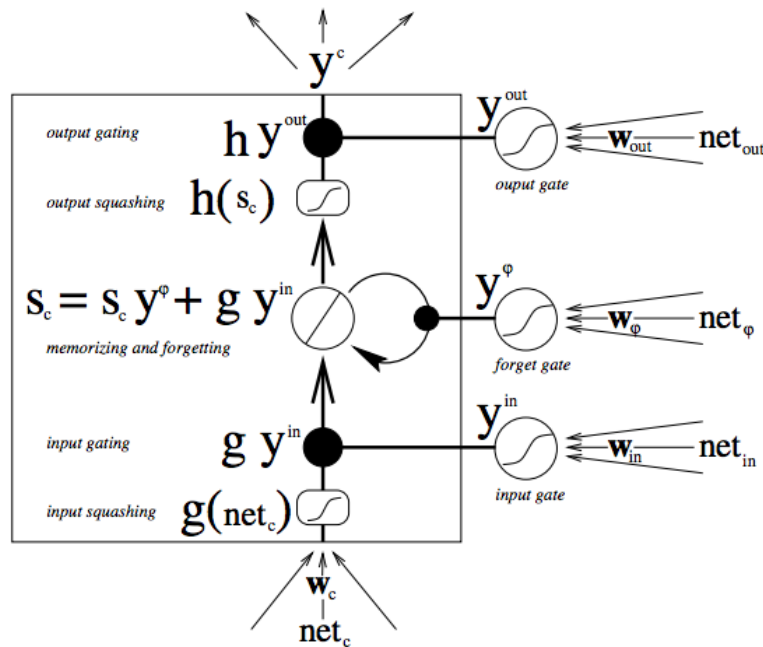 y^c
output gating
h y^out
y^out
w_out
net_out
ouput gate
output squashing
h(s_c)
s_c = s_c y^φ + g y^in
memorizing and forgetting
y^φ
w_φ
net_φ
forget gate
input gating
g y^in
y^in
w_in
net_in
input gate
input squashing
g(net_c)
w_c
net_c